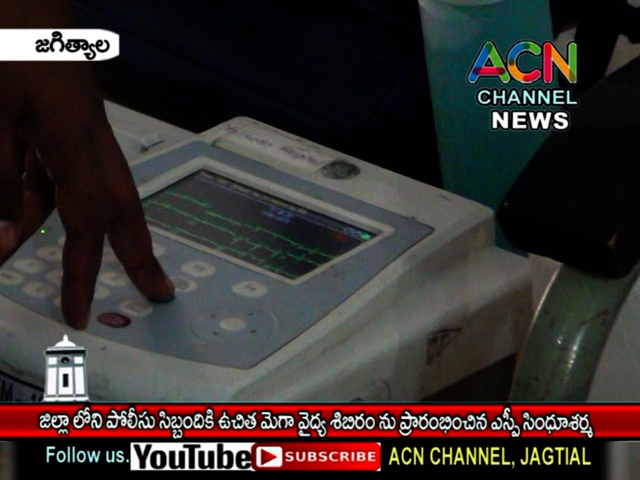 జగిత్యాల
ACN
CHANNEL
NEWS
జిల్లా లోని పోలీసు సిబ్బందికి ఉచిత మెగా వైద్య శిబిరం ను ప్రారంభించిన ఎస్పీ సింధూశర్మ
Follow us. YouTube SUBSCRIBE ACN CHANNEL, JAGTIAL